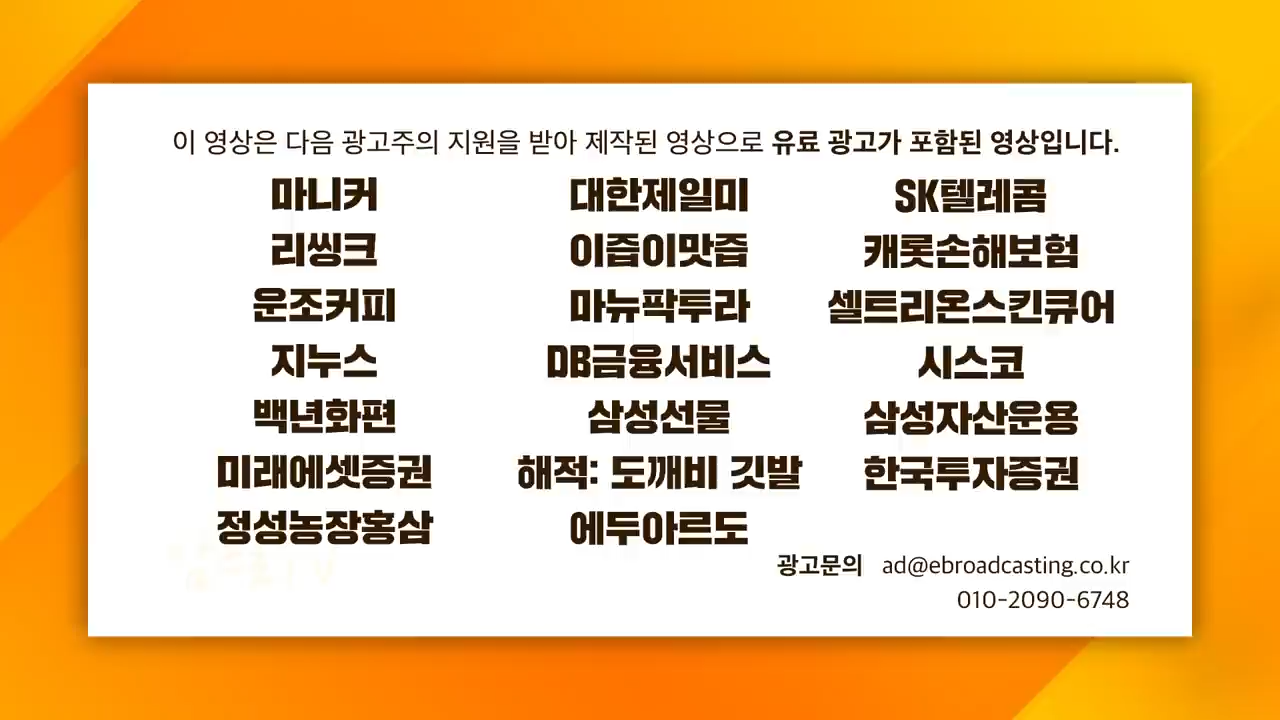 이 영상은 다음 광고주의 지원을 받아 제작된 영상으로 유료 광고가 포함된 영상입니다.
마니커 대한제일미 SK텔레콤
리씽크 이즙이맛즙 캐롯손해보험
운조커피 마뉴팍투라 셀트리온스킨큐어
지누스 DB금융서비스 시스코
백년화편 삼성선물 삼성자산운용
미래에셋증권 해적: 도깨비 깃발 한국투자증권
정성농장홍삼 에두아르도
광고문의 ad@ebroadcasting.co.kr
010-2090-6748